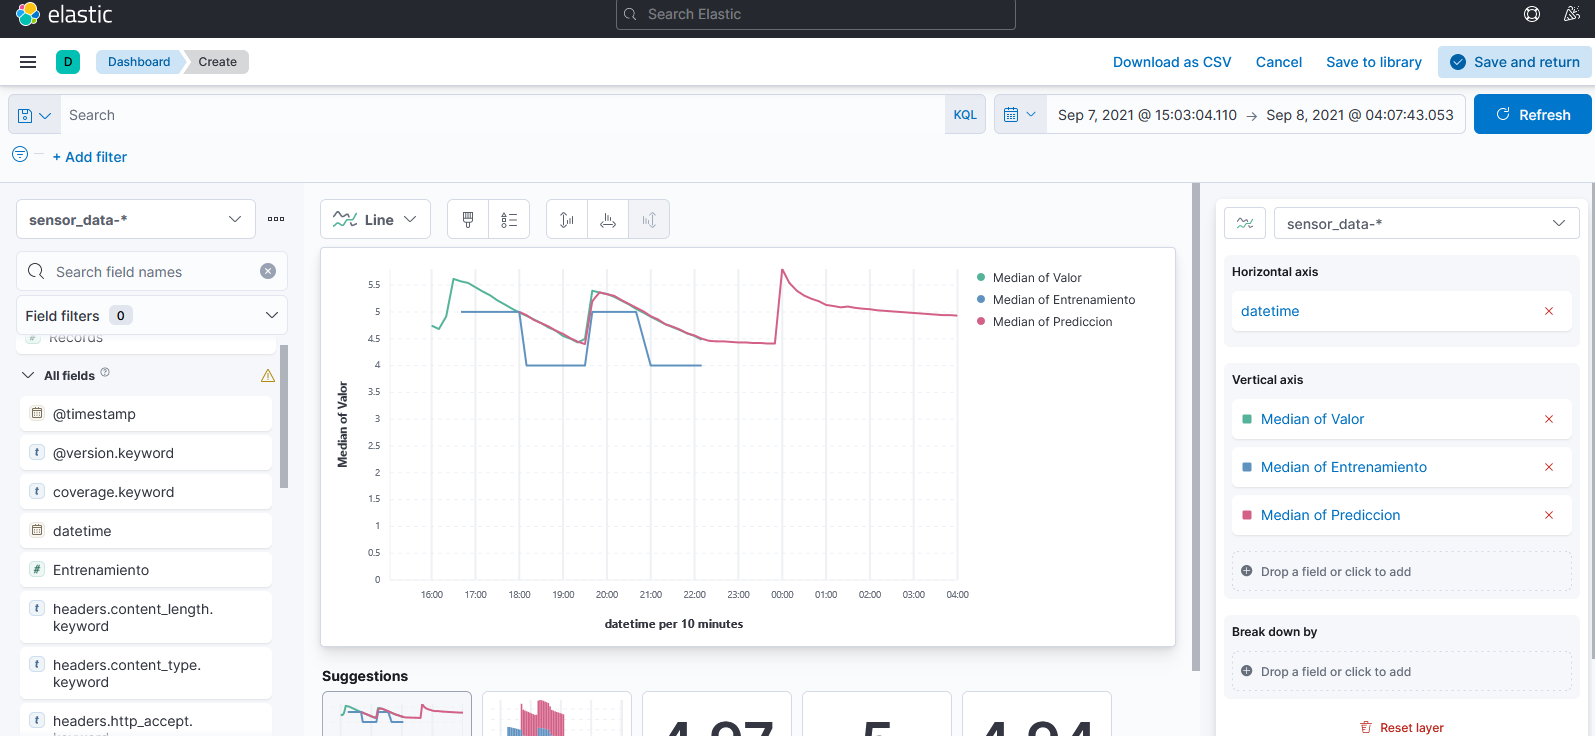 elastic
Search Elastic
D
Dashboard
Create
Download as CSV
Cancel
Save to library
Save and return
Search
KQL
Sep 7, 2021 @ 15:03:04.110 → Sep 8, 2021 @ 04:07:43.053
Refresh
+ Add filter
sensor_data-*
Search field names
Field filters 0
Records
All fields
@timestamp
t @version.keyword
t coverage.keyword
datetime
# Entrenamiento
t headers.content_length.
keyword
t headers.content_type.
keyword
t headers.http_accept.
Line
5.5
5
4.5
4
3.5
3
2.5
2
1.5
1
0.5
0
Median of Valor
16:00 17:00 18:00 19:00 20:00 21:00 22:00 23:00 00:00 01:00 02:00 03:00 04:00
datetime per 10 minutes
Median of Valor
Median of Entrenamiento
Median of Prediccion
Suggestions
4.97
5
4.94
sensor_data-*
Horizontal axis
datetime
Vertical axis
Median of Valor
Median of Entrenamiento
Median of Prediccion
Drop a field or click to add
Break down by
Drop a field or click to add
Reset layer